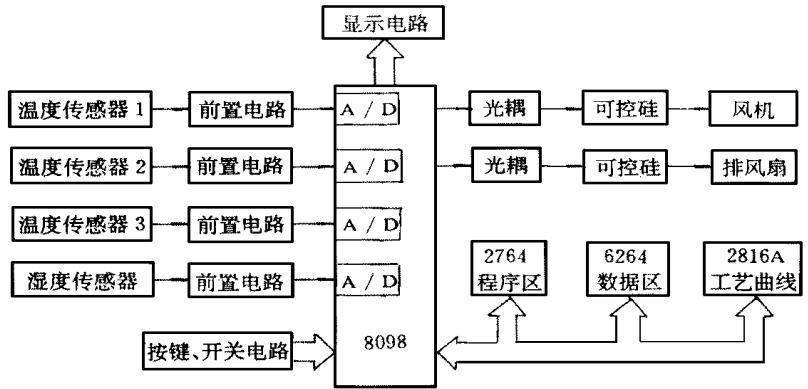 显示电路
温度传感器1 前置电路 A/D 光耦 可控硅 风机
温度传感器2 前置电路 A/D 光耦 可控硅 排风扇
温度传感器3 前置电路 A/D
湿度传感器 前置电路 A/D
2764
程序区
6264
数据区
2816A
工艺曲线
按键、开关电路
8098